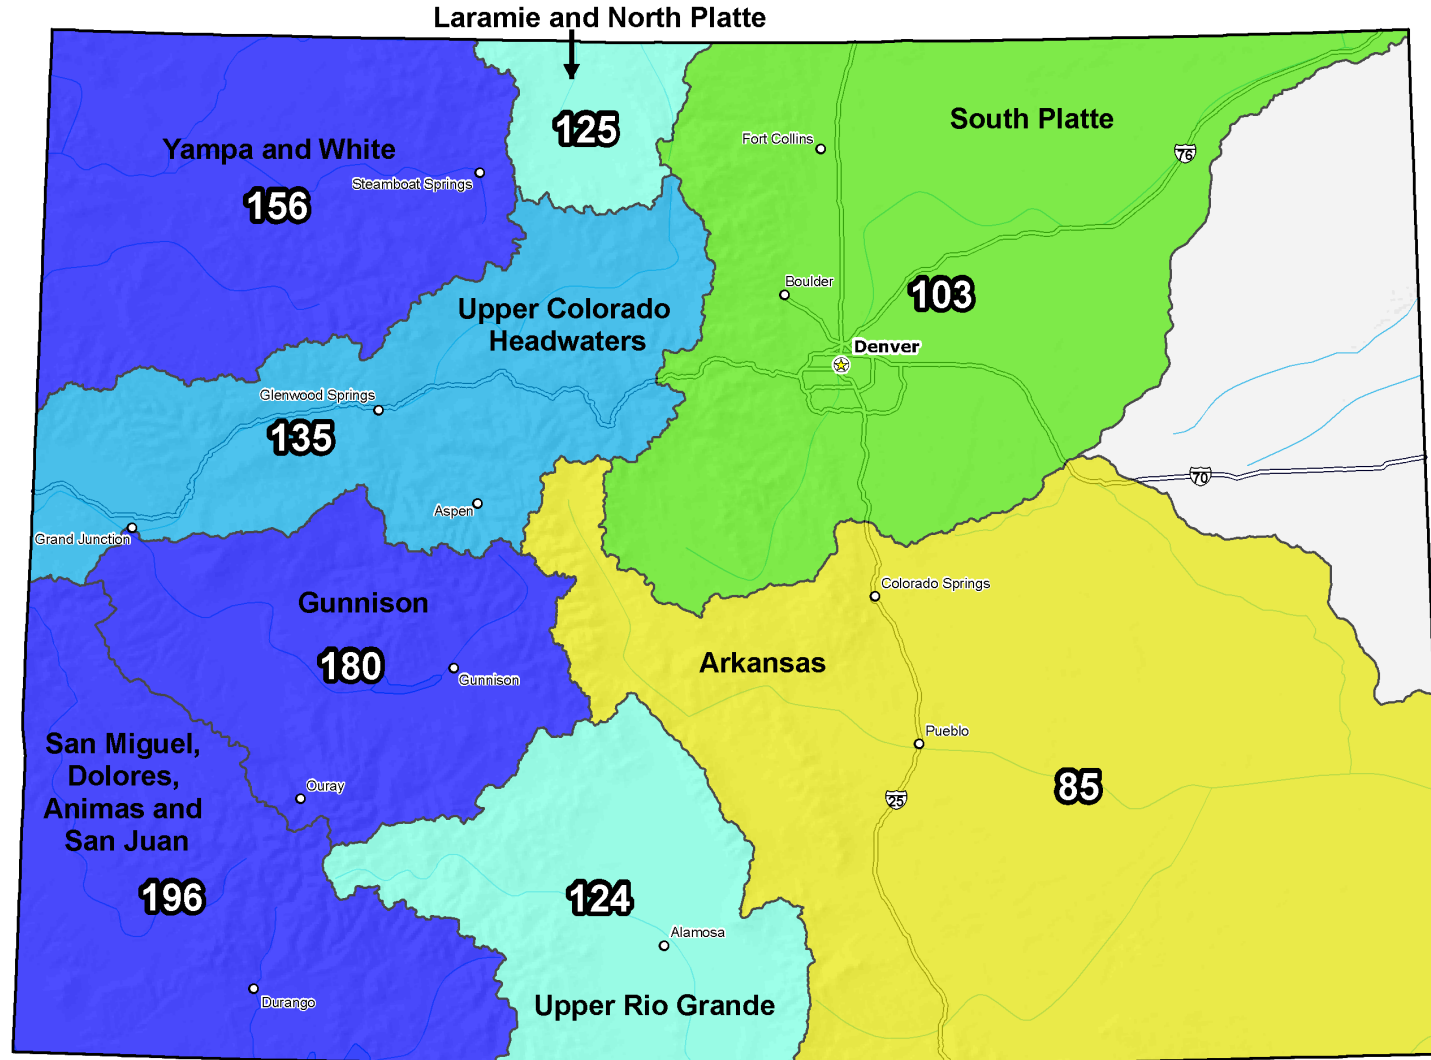 Laramie and North Platte
125
South Platte
Fort Collins
76
Yampa and White
Steamboat Springs
156
Boulder
103
Upper Colorado
Headwaters
Denver
Glenwood Springs
135
70
Aspen
Grand Junction
Colorado Springs
Gunnison
180
Gunnison
Arkansas
Pueblo
San Miguel,
Dolores,
Animas and
San Juan
Ouray
85
25
196
124
Alamosa
Durango
Upper Rio Grande